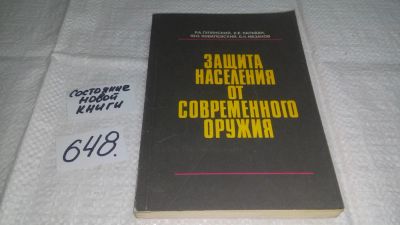 состояние
новой
книги
648.
ЗАЩИТА
НАСЕЛЕНИЯ
ОТ
СОВРЕМЕННОГО
ОРУЖИЯ